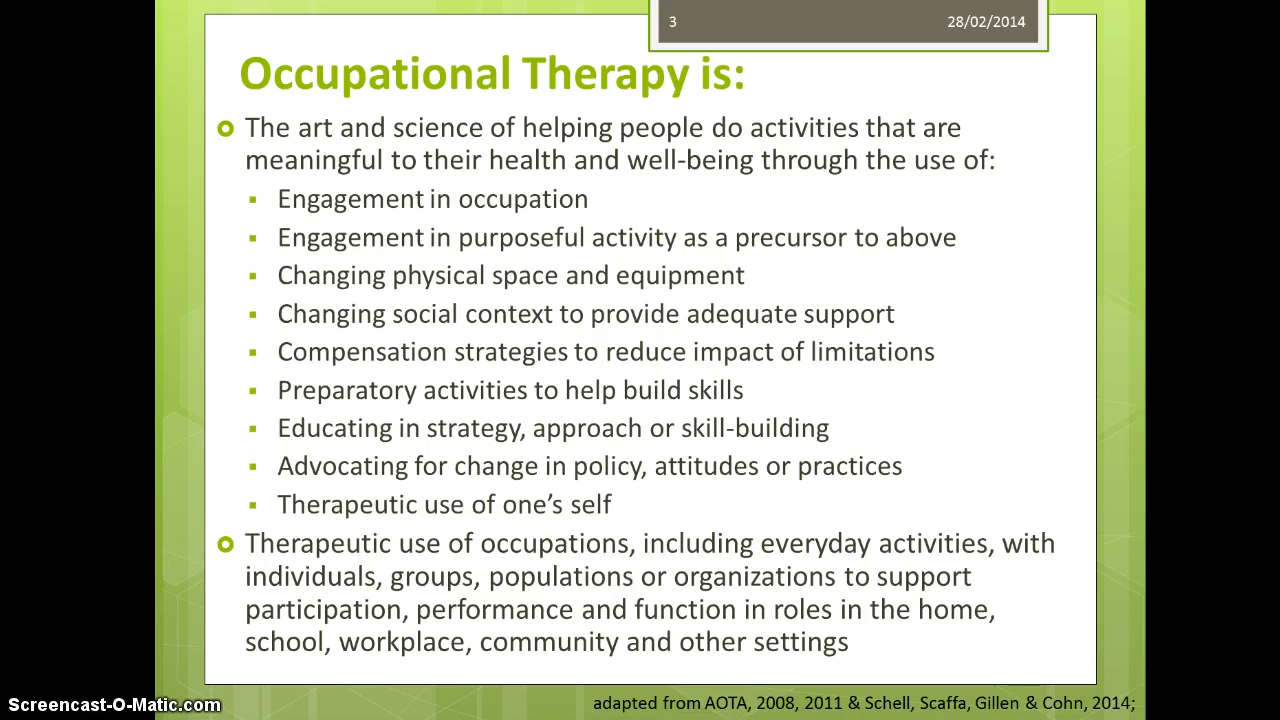 3 28/02/2014
Occupational Therapy is:
The art and science of helping people do activities that are
meaningful to their health and well-being through the use of:
Engagement in occupation
Engagement in purposeful activity as a precursor to above
Changing physical space and equipment
Changing social context to provide adequate support
Compensation strategies to reduce impact of limitations
Preparatory activities to help build skills
Educating in strategy, approach or skill-building
Advocating for change in policy, attitudes or practices
Therapeutic use of one’s self
Therapeutic use of occupations, including everyday activities, with
individuals, groups, populations or organizations to support
participation, performance and function in roles in the home,
school, workplace, community and other settings
adapted from AOTA, 2008, 2011 & Schell, Scaffa, Gillen & Cohn, 2014;
Screencast-O-Matic.com